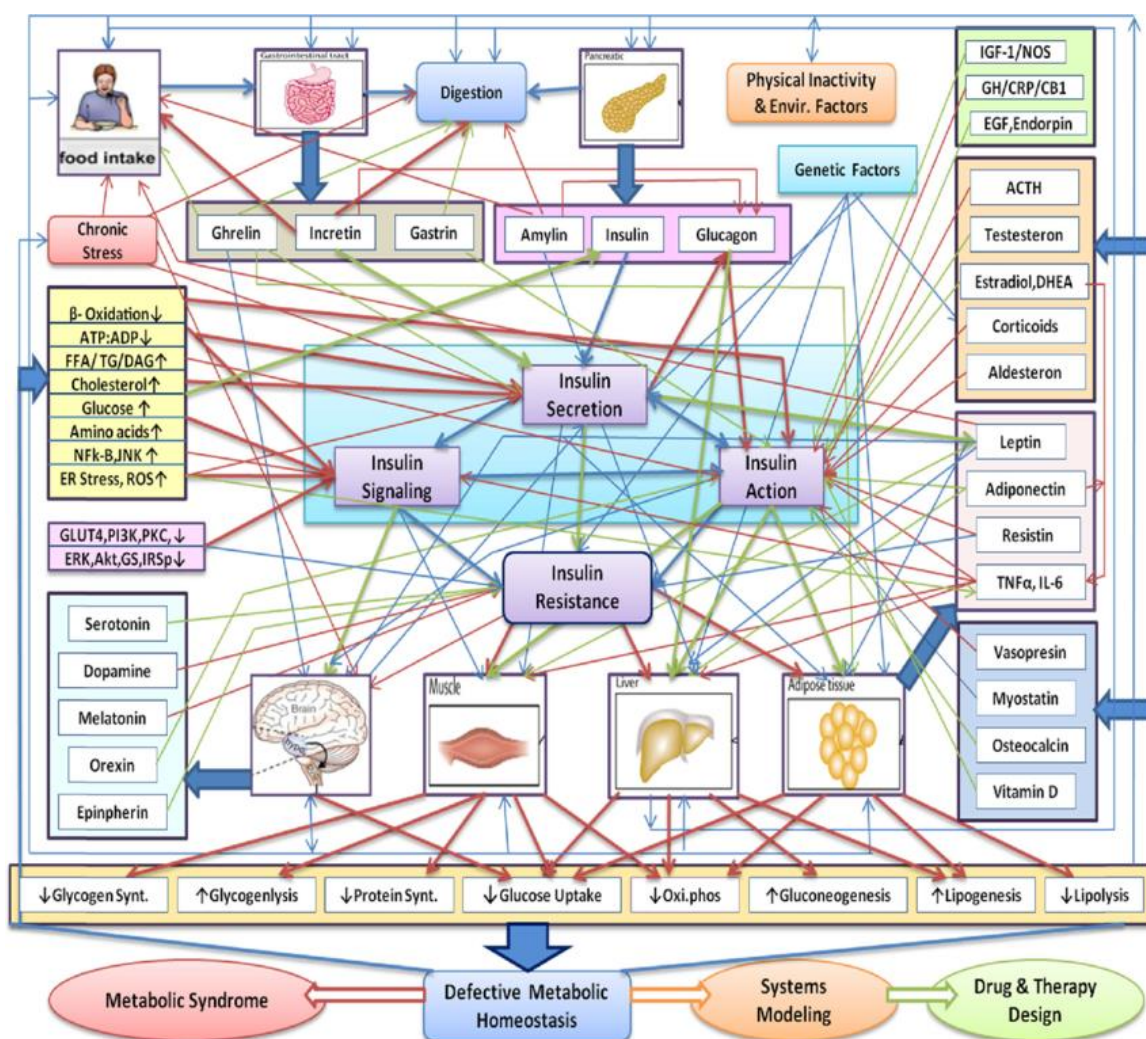 Gastrointestinal tract
Pancreatic
food intake
Digestion
Physical Inactivity
& Envir. Factors
IGF-1/NOS
GH/CRP/CB1
EGF,Endorpin
Genetic Factors
Chronic
Stress
Ghrelin
Incretin
Gastrin
Amylin
Insulin
Glucagon
ACTH
Testesteron
Estradiol,DHEA
Corticoids
Aldesteron
β- Oxidation↓
ATP:ADP↓
FFA/ TG/DAG↑
Cholesterol↑
Glucose ↑
Amino acids↑
NFk-B,JNK ↑
ER Stress, ROS↑
Insulin
Secretion
Insulin
Signaling
Insulin
Action
Leptin
Adiponectin
Resistin
TNFα, IL-6
GLUT4,PI3K,PKC, ↓
ERK,Akt,GS,IRSp↓
Insulin
Resistance
Serotonin
Dopamine
Melatonin
Orexin
Epinpherin
Brain
Muscle
Liver
Adipose tissue
Vasopresin
Myostatin
Osteocalcin
Vitamin D
↓Glycogen Synt.
↑Glycogenlysis
↓Protein Synt.
↓Glucose Uptake
↓Oxi.phos
↑Gluconeogenesis
↑Lipogenesis
↓Lipolysis
Metabolic Syndrome
Defective Metabolic
Homeostasis
Systems
Modeling
Drug & Therapy
Design